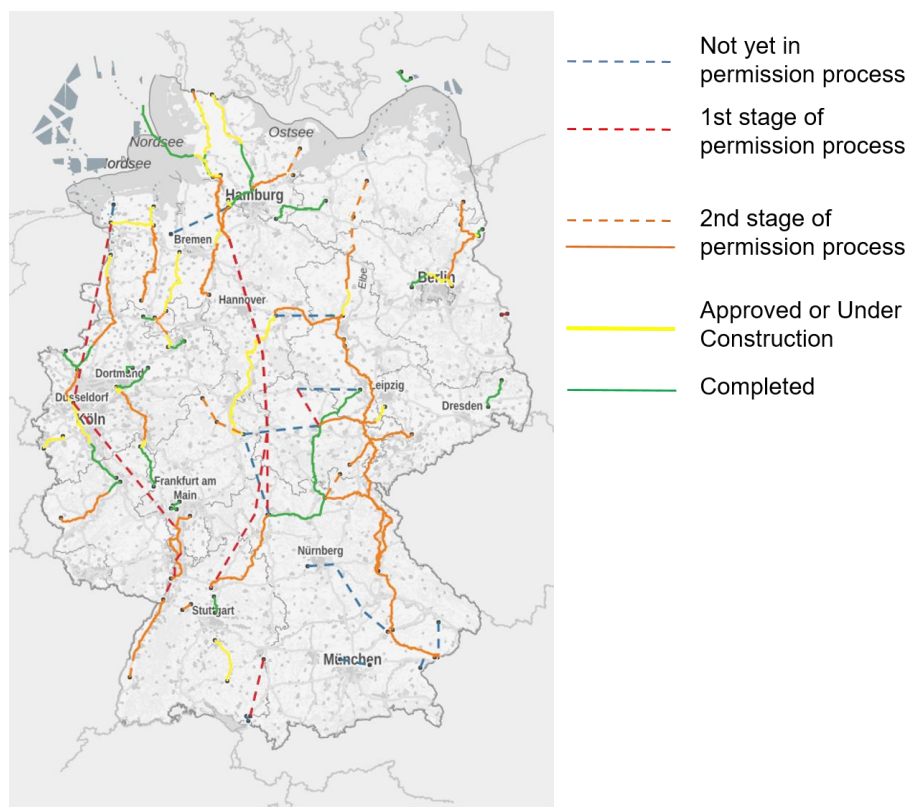 Not yet in
permission process
1st stage of
permission process
2nd stage of
permission process
Approved or Under
Construction
Completed
Nordsee
Ostsee
Nordsee
Hamburg
Bremen
Elbe
Berlin
Hannover
Dortmund
Leipzig
Düsseldorf
Dresden
Köln
Frankfurt am
Main
Nürnberg
Stuttgart
München